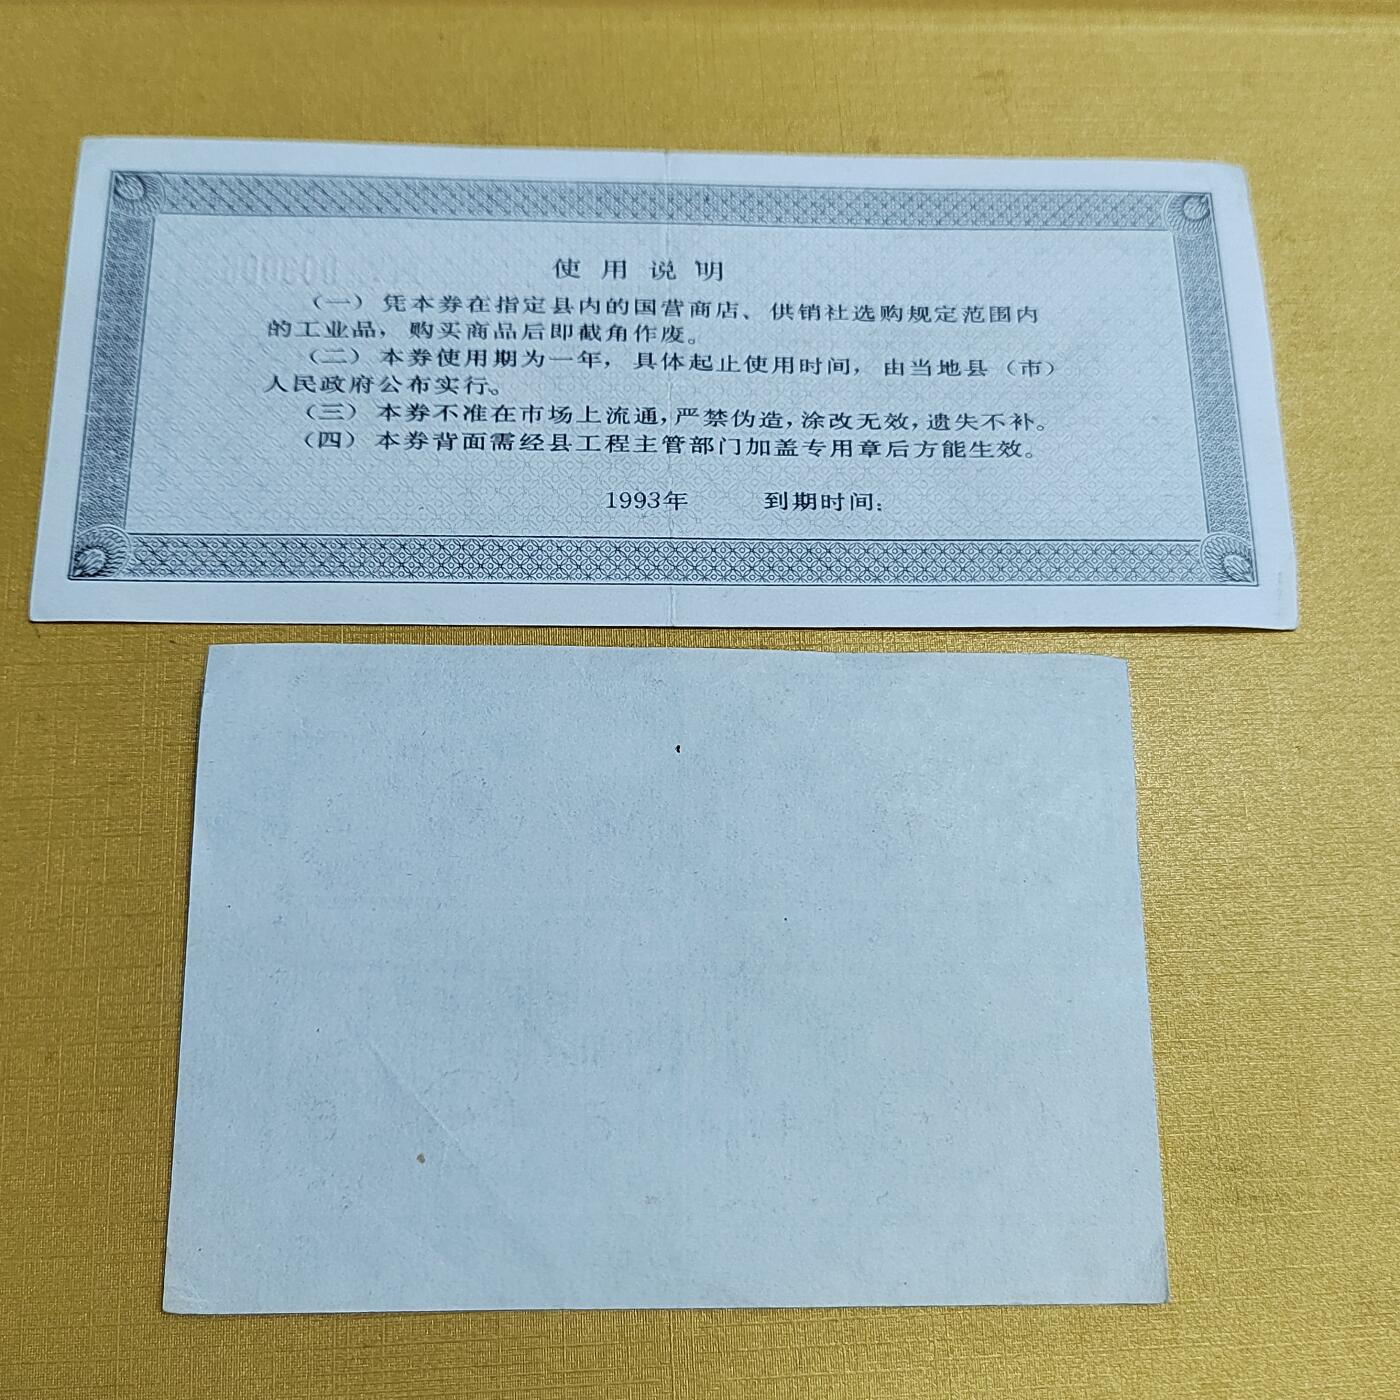 使用说明
（一）凭本券在指定县内的国营商店、供销社选购规定范围内
的工业品，购买商品后即截角作废。
（二）本券使用期为一年，具体起止使用时间，由当地县（市）
人民政府公布实行。
（三）本券不准在市场上流通，严禁伪造，涂改无效，遗失不补。
（四）本券背面需经县工程主管部门加盖专用章后方能生效。
1993年 到期时间：